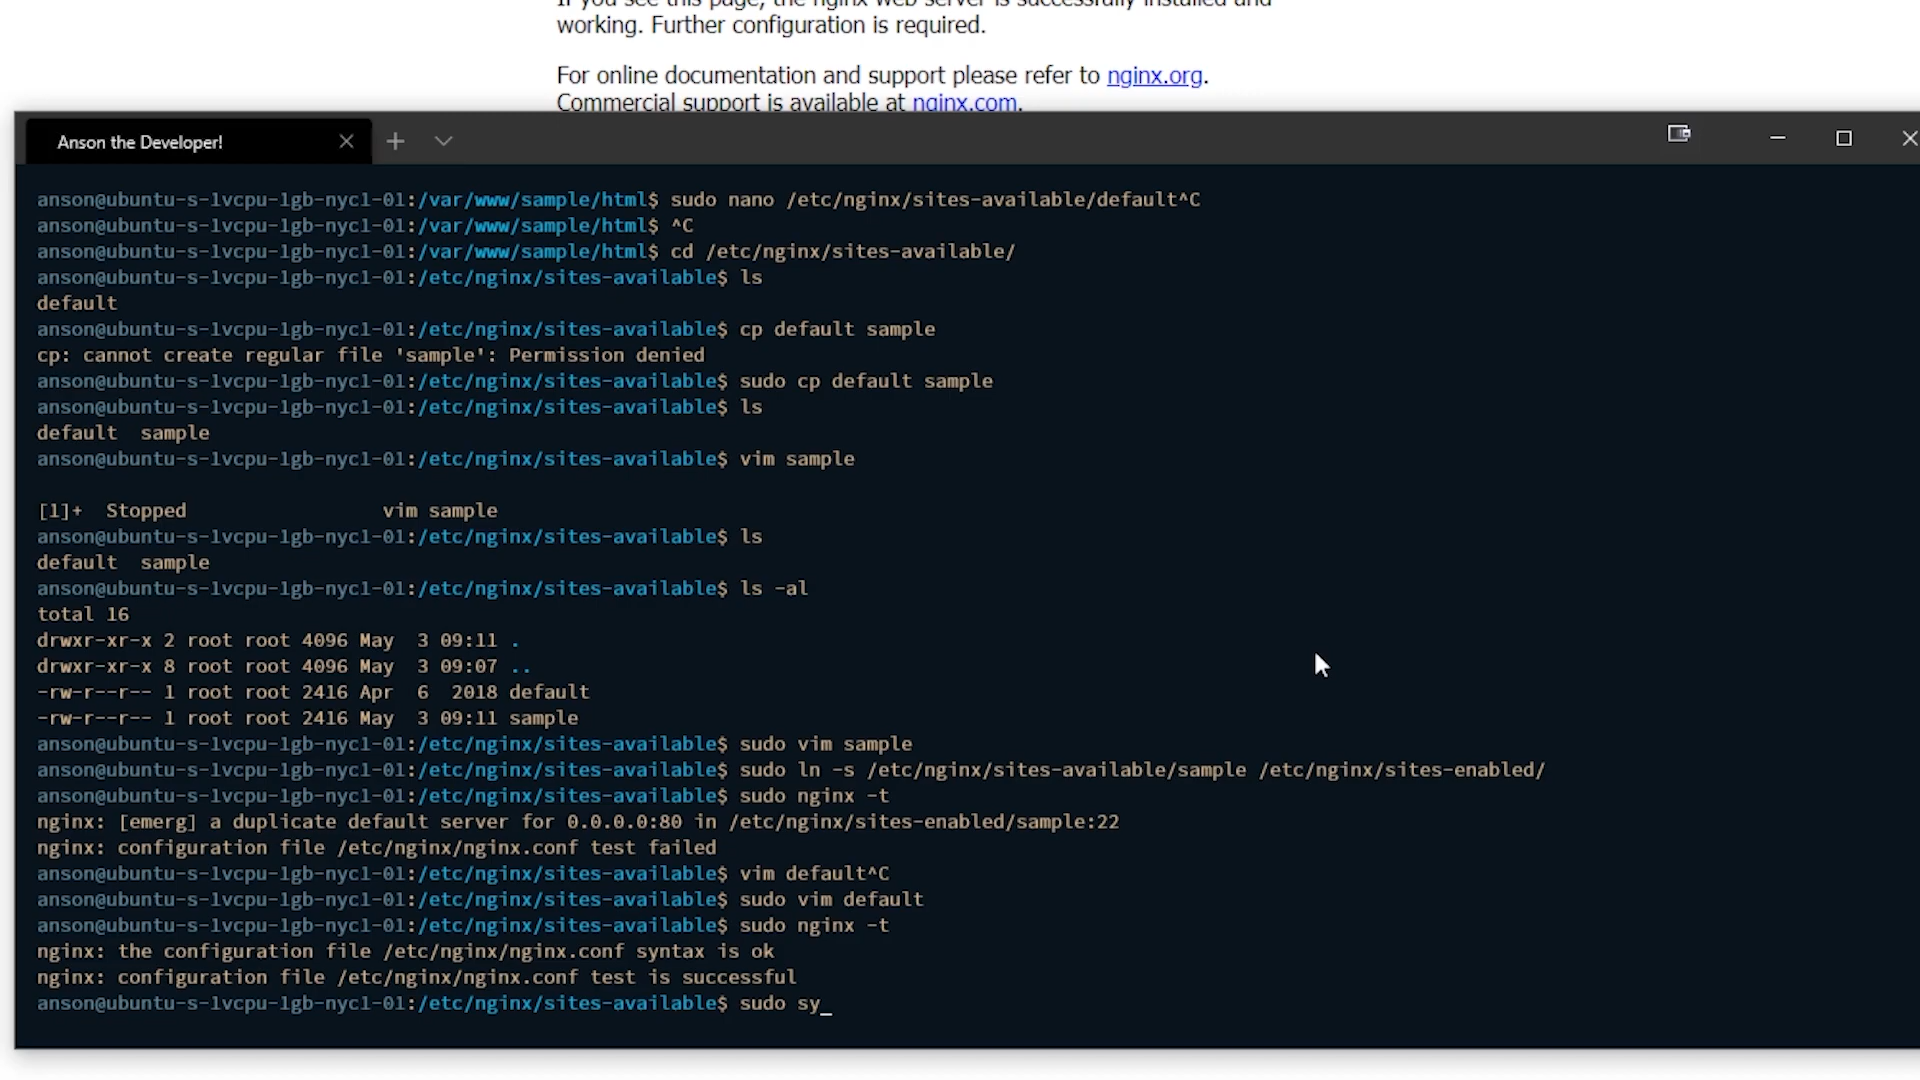 If you see this page, the nginx web server is successfully installed and
working. Further configuration is required.
For online documentation and support please refer to nginx.org.
Commercial support is available at nginx.com.
Anson the Developer!
anson@ubuntu-s-1vcpu-1gb-nyc1-01:/var/www/sample/html$ sudo nano /etc/nginx/sites-available/default^C
anson@ubuntu-s-1vcpu-1gb-nyc1-01:/var/www/sample/html$ ^C
anson@ubuntu-s-1vcpu-1gb-nyc1-01:/var/www/sample/html$ cd /etc/nginx/sites-available/
anson@ubuntu-s-1vcpu-1gb-nyc1-01:/etc/nginx/sites-available$ ls
default
anson@ubuntu-s-1vcpu-1gb-nyc1-01:/etc/nginx/sites-available$ cp default sample
cp: cannot create regular file 'sample': Permission denied
anson@ubuntu-s-1vcpu-1gb-nyc1-01:/etc/nginx/sites-available$ sudo cp default sample
anson@ubuntu-s-1vcpu-1gb-nyc1-01:/etc/nginx/sites-available$ ls
default  sample
anson@ubuntu-s-1vcpu-1gb-nyc1-01:/etc/nginx/sites-available$ vim sample
[1]+  Stopped                 vim sample
anson@ubuntu-s-1vcpu-1gb-nyc1-01:/etc/nginx/sites-available$ ls
default  sample
anson@ubuntu-s-1vcpu-1gb-nyc1-01:/etc/nginx/sites-available$ ls -al
total 16
drwxr-xr-x 2 root root 4096 May  3 09:11 .
drwxr-xr-x 8 root root 4096 May  3 09:07 ..
-rw-r--r-- 1 root root 2416 Apr  6  2018 default
-rw-r--r-- 1 root root 2416 May  3 09:11 sample
anson@ubuntu-s-1vcpu-1gb-nyc1-01:/etc/nginx/sites-available$ sudo vim sample
anson@ubuntu-s-1vcpu-1gb-nyc1-01:/etc/nginx/sites-available$ sudo ln -s /etc/nginx/sites-available/sample /etc/nginx/sites-enabled/
anson@ubuntu-s-1vcpu-1gb-nyc1-01:/etc/nginx/sites-available$ sudo nginx -t
nginx: [emerg] a duplicate default server for 0.0.0.0:80 in /etc/nginx/sites-enabled/sample:22
nginx: configuration file /etc/nginx/nginx.conf test failed
anson@ubuntu-s-1vcpu-1gb-nyc1-01:/etc/nginx/sites-available$ vim default^C
anson@ubuntu-s-1vcpu-1gb-nyc1-01:/etc/nginx/sites-available$ sudo vim default
anson@ubuntu-s-1vcpu-1gb-nyc1-01:/etc/nginx/sites-available$ sudo nginx -t
nginx: the configuration file /etc/nginx/nginx.conf syntax is ok
nginx: configuration file /etc/nginx/nginx.conf test is successful
anson@ubuntu-s-1vcpu-1gb-nyc1-01:/etc/nginx/sites-available$ sudo sy_